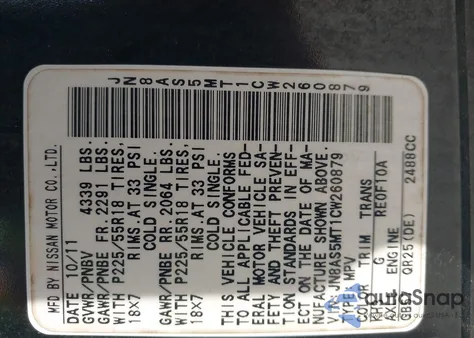 JN8AS5MT1CW260879
MFD BY NISSAN MOTOR CO.,LTD.
DATE 10/11
GVWR/PNBV 4339 LBS.
GAWR/PNBE FR.2291 LBS.
WITH P225/55R18 TIRES,
18X7 RIMS.AT 33 PSI
COLD SINGLE.
GAWR/PNBE RR.2064 LBS.
WITH P225/55R18 TIRES,
18X7 RIMS.AT 33 PSI
COLD SINGLE.
THIS VEHICLE CONFORMS
TO ALL APPLICABLE FED-
ERAL MOTOR VEHICLE SA-
FETY AND THEFT PREVEN-
TION STANDARDS IN EFF-
ECT ON THE DATE OF MA-
NUFACTURE SHOWN ABOVE.
VIN:JN8AS5MT1CW260879
TYPE: MPV
COLOR TRIM TRANS
G REOF10A
ENGINE
QR25(DE) 2488CC
autoSnap